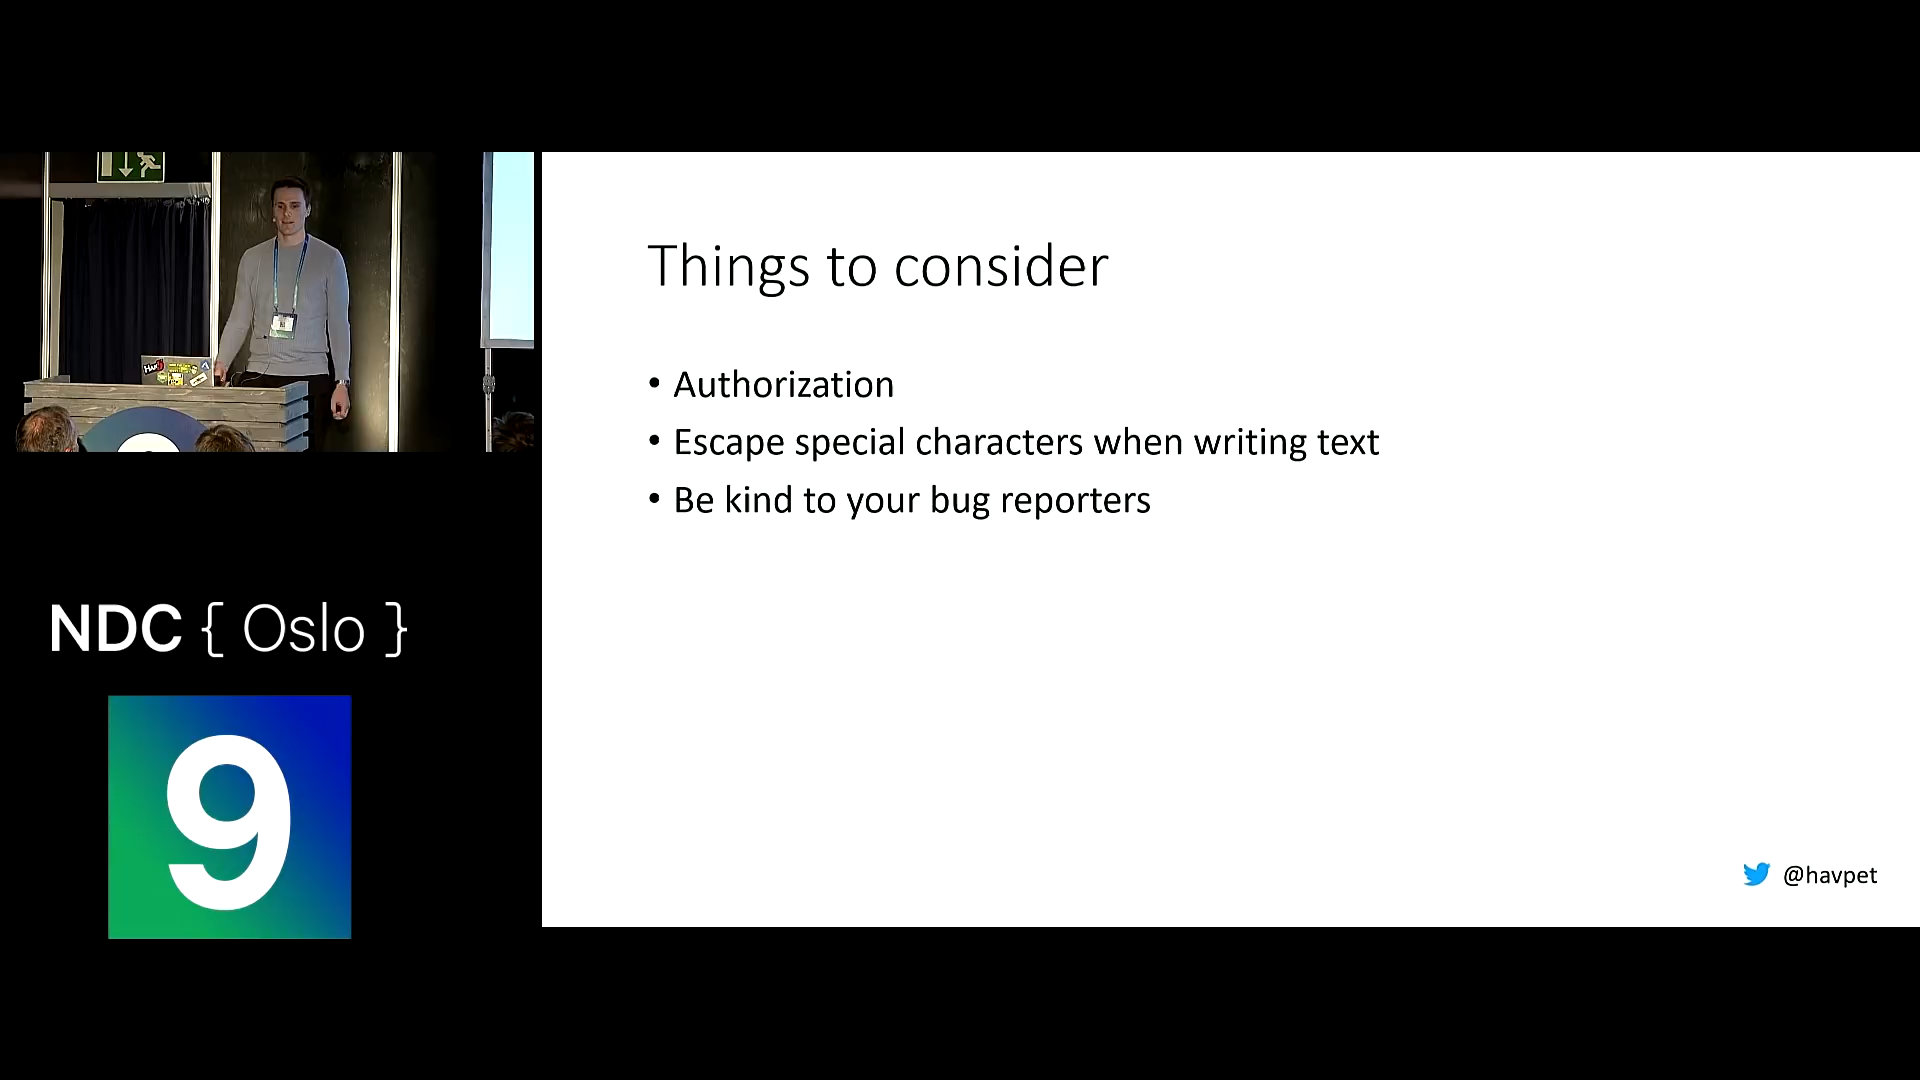 Things to consider
• Authorization
• Escape special characters when writing text
• Be kind to your bug reporters
@havpet
NDC { Oslo }
9